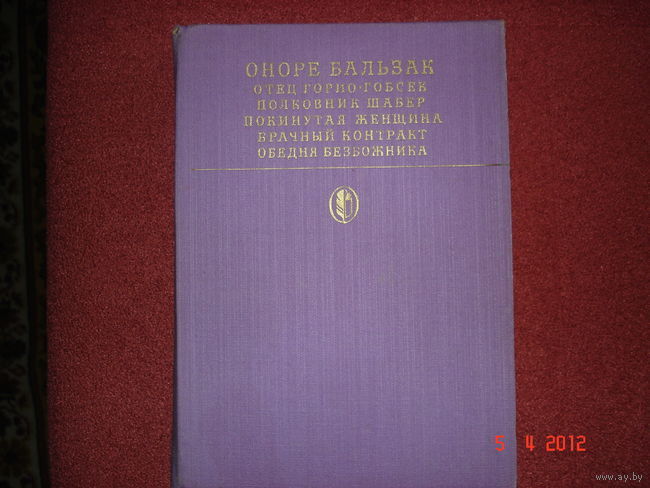 ОНОРЕ БАЛЬЗАК
ОТЕЦ ГОРИО·ГОБСЕК
ПОЛКОВНИК ШАБЕР
ПОКИНУТАЯ ЖЕНЩИНА
БРАЧНЫЙ КОНТРАКТ
ОБЕДНЯ БЕЗБОЖНИКА
5 4 2012
www.ay.by